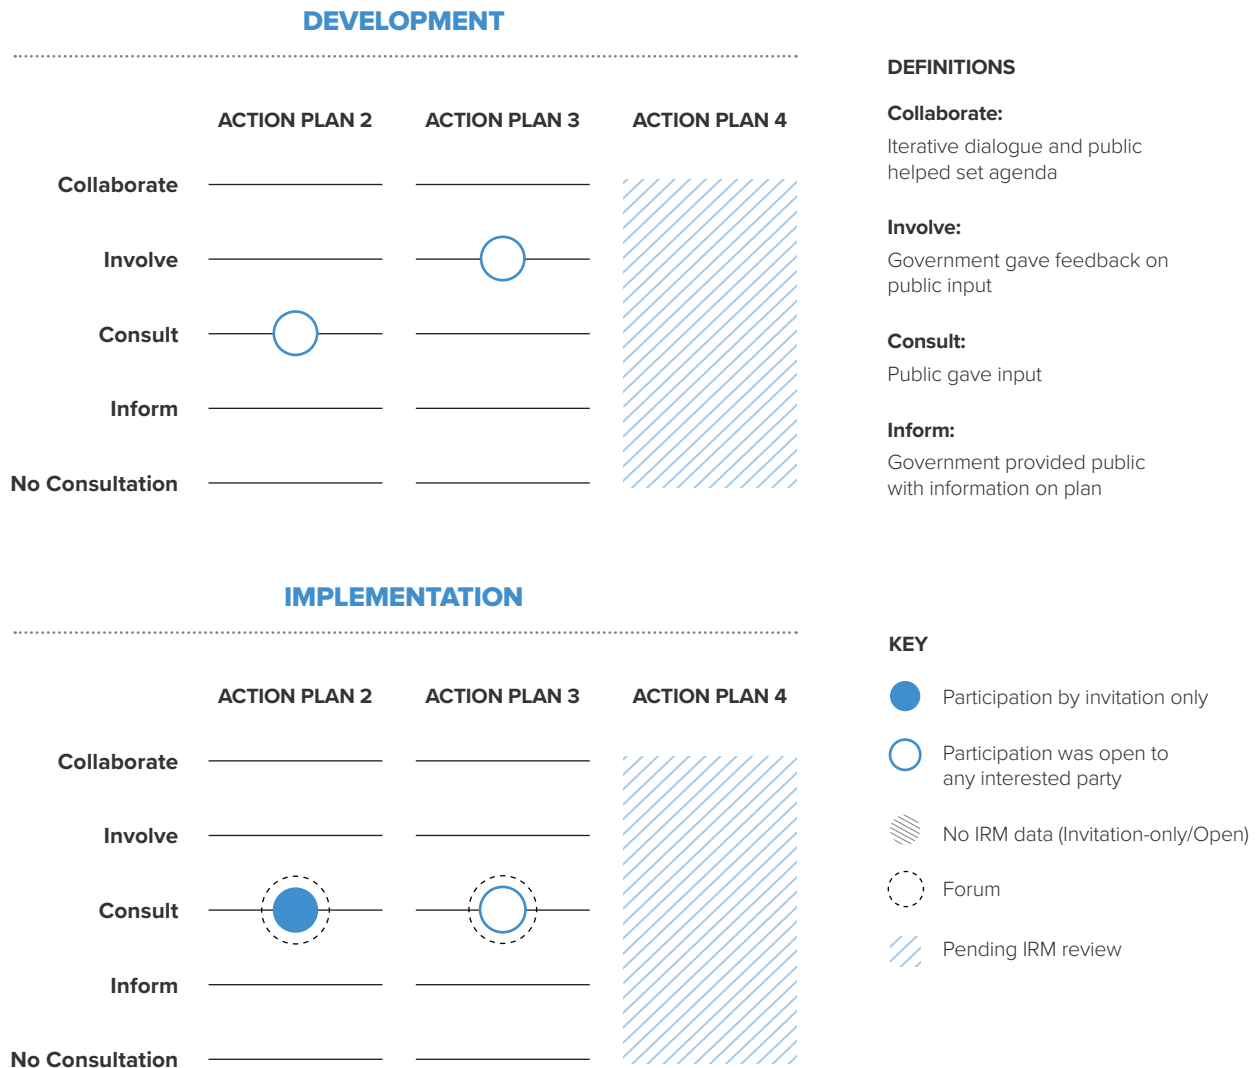 DEVELOPMENT
ACTION PLAN 2
ACTION PLAN 3
ACTION PLAN 4
Collaborate
Involve
Consult
Inform
No Consultation
DEFINITIONS
Collaborate:
Iterative dialogue and public
helped set agenda
Involve:
Government gave feedback on
public input
Consult:
Public gave input
Inform:
Government provided public
with information on plan
IMPLEMENTATION
ACTION PLAN 2
ACTION PLAN 3
ACTION PLAN 4
Collaborate
Involve
Consult
Inform
No Consultation
KEY
Participation by invitation only
Participation was open to
any interested party
No IRM data (Invitation-only/Open)
Forum
Pending IRM review